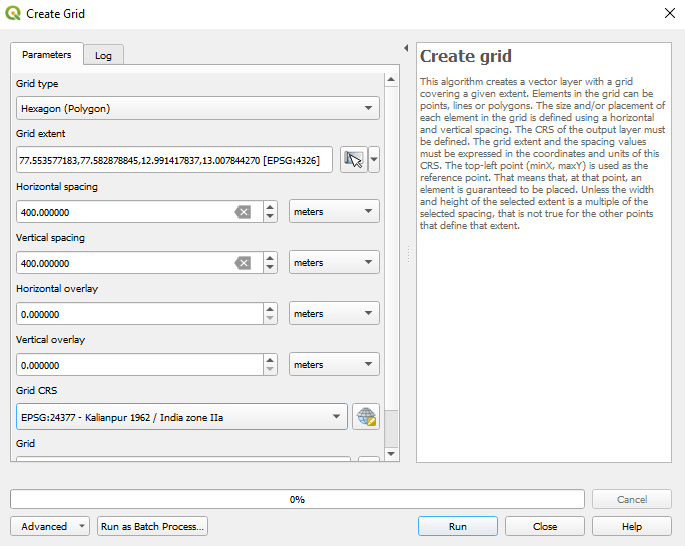 Create Grid
Parameters
Log
Grid type
Hexagon (Polygon)
Grid extent
77.553577183,77.582878845,12.991417837,13.007844270 [EPSG:4326]
Horizontal spacing
400.000000
meters
Vertical spacing
400.000000
meters
Horizontal overlay
0.000000
meters
Vertical overlay
0.000000
meters
Grid CRS
EPSG:24377 - Kalianpur 1962 / India zone IIa
Grid
Create grid
This algorithm creates a vector layer with a grid
covering a given extent. Elements in the grid can be
points, lines or polygons. The size and/or placement of
each element in the grid is defined using a horizontal
and vertical spacing. The CRS of the output layer must
be defined. The grid extent and the spacing values
must be expressed in the coordinates and units of this
CRS. The top-left point (minX, maxY) is used as the
reference point. That means that, at that point, an
element is guaranteed to be placed. Unless the width
and height of the selected extent is a multiple of the
selected spacing, that is not true for the other points
that define that extent.
0%
Cancel
Advanced
Run as Batch Process...
Run
Close
Help